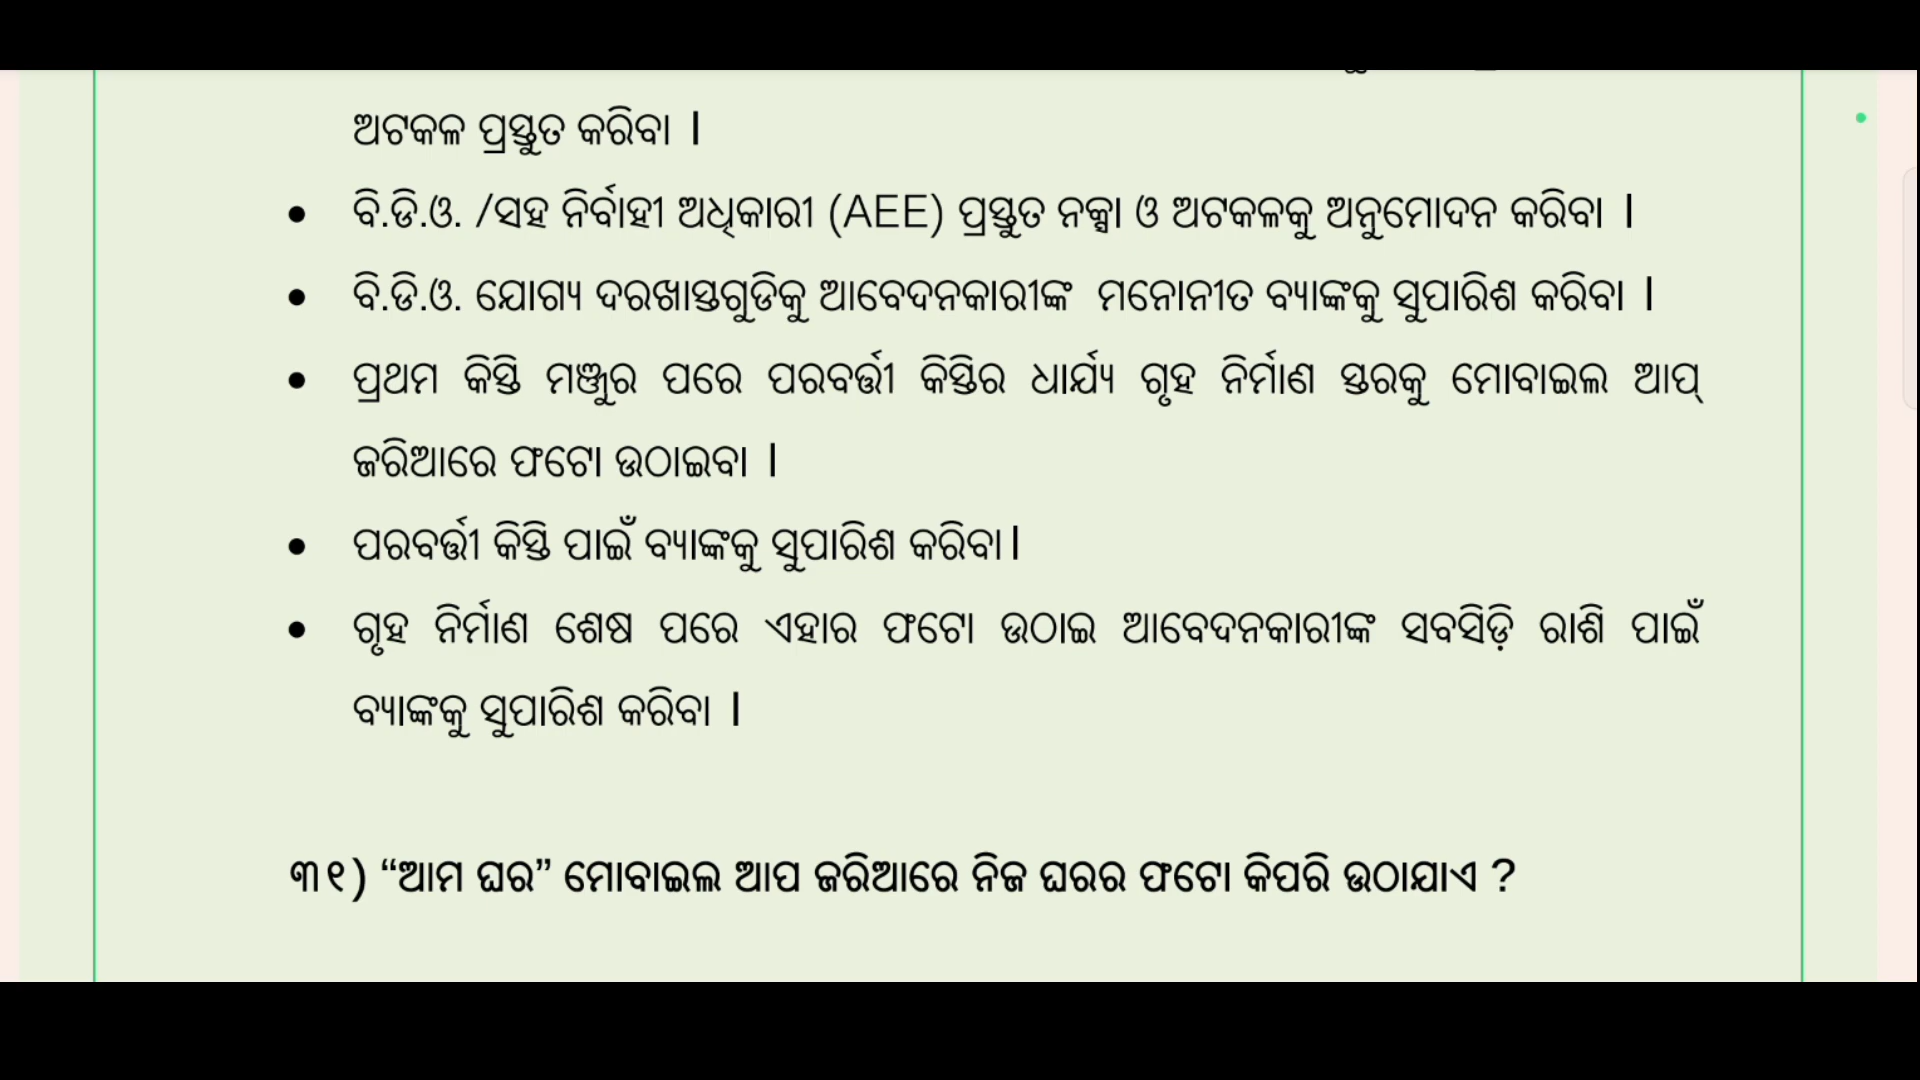 ଅଟକଳ ପ୍ରସ୍ତୁତ କରିବା ।
• ବି.ଡି.ଓ. /ସହ ନିର୍ବାହୀ ଅଧିକାରୀ (AEE) ପ୍ରସ୍ତୁତ ନକ୍ସା ଓ ଅଟକଳକୁ ଅନୁମୋଦନ କରିବା ।
• ବି.ଡି.ଓ. ଯୋଗ୍ୟ ଦରଖାସ୍ତଗୁଡିକୁ ଆବେଦନକାରୀଙ୍କ ମନୋନୀତ ବ୍ୟାଙ୍କକୁ ସୁପାରିଶ କରିବା ।
• ପ୍ରଥମ କିସ୍ତି ମଞ୍ଜୁର ପରେ ପରବର୍ତ୍ତୀ କିସ୍ତିର ଧାର୍ଯ୍ୟ ଗୃହ ନିର୍ମାଣ ସ୍ତରକୁ ମୋବାଇଲ ଆପ୍
ଜରିଆରେ ଫଟୋ ଉଠାଇବା ।
• ପରବର୍ତ୍ତୀ କିସ୍ତି ପାଇଁ ବ୍ୟାଙ୍କକୁ ସୁପାରିଶ କରିବା।
• ଗୃହ ନିର୍ମାଣ ଶେଷ ପରେ ଏହାର ଫଟୋ ଉଠାଇ ଆବେଦନକାରୀଙ୍କ ସବସିଡ଼ି ରାଶି ପାଇଁ
ବ୍ୟାଙ୍କକୁ ସୁପାରିଶ କରିବା ।
୩୧) “ଆମ ଘର” ମୋବାଇଲ ଆପ ଜରିଆରେ ନିଜ ଘରର ଫଟୋ କିପରି ଉଠାଯାଏ ?